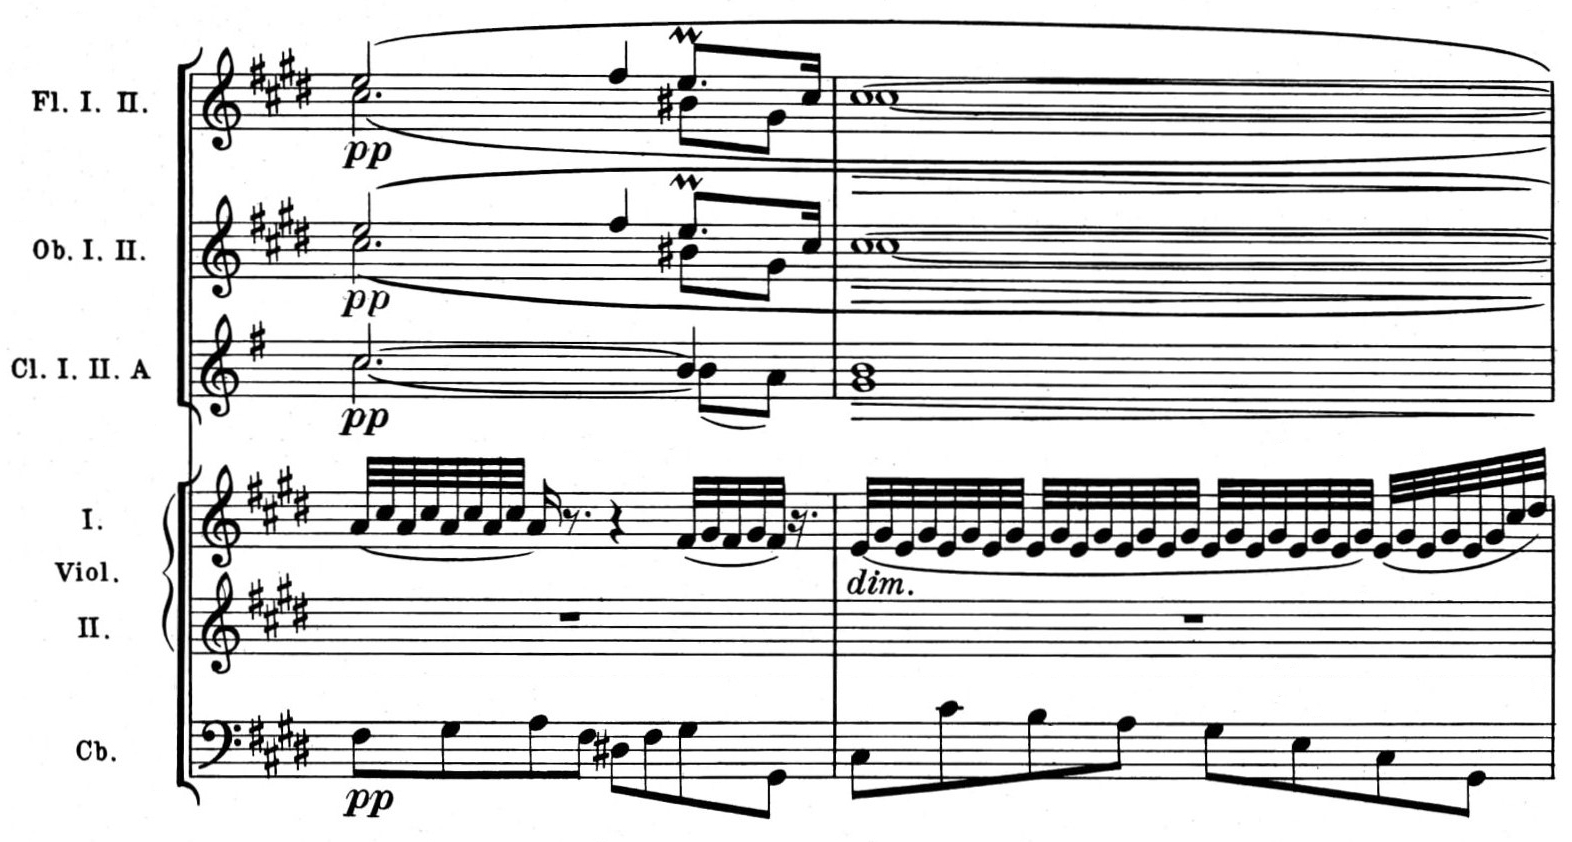 Fl. I. II.
pp
Ob. I. II.
pp
Cl. I. II. A
pp
I.
Viol.
dim.
II.
Cb.
pp